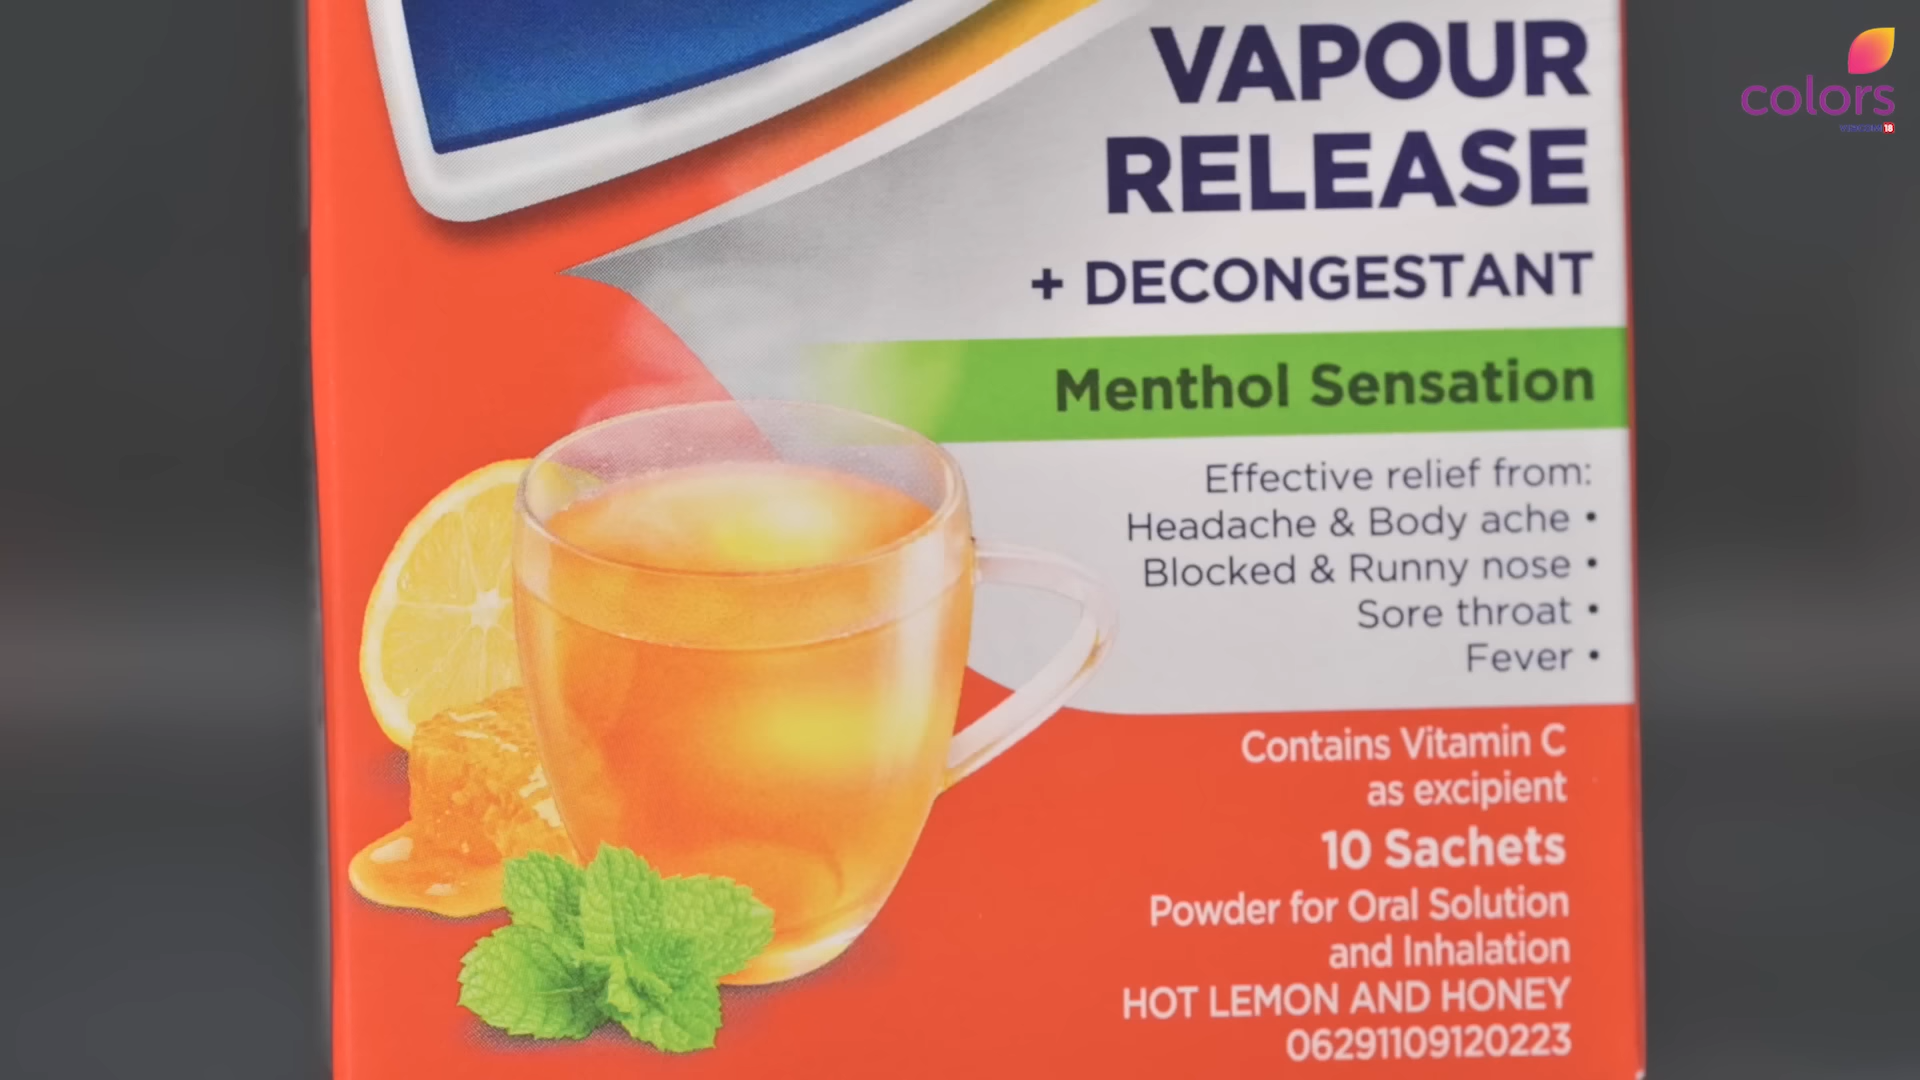 VAPOUR
RELEASE
+ DECONGESTANT
Menthol Sensation
Effective relief from:
Headache & Body ache •
Blocked & Runny nose •
Sore throat •
Fever •
Contains Vitamin C
as excipient
10 Sachets
Powder for Oral Solution
and Inhalation
HOT LEMON AND HONEY
06291109120223
colors
VIACOM18